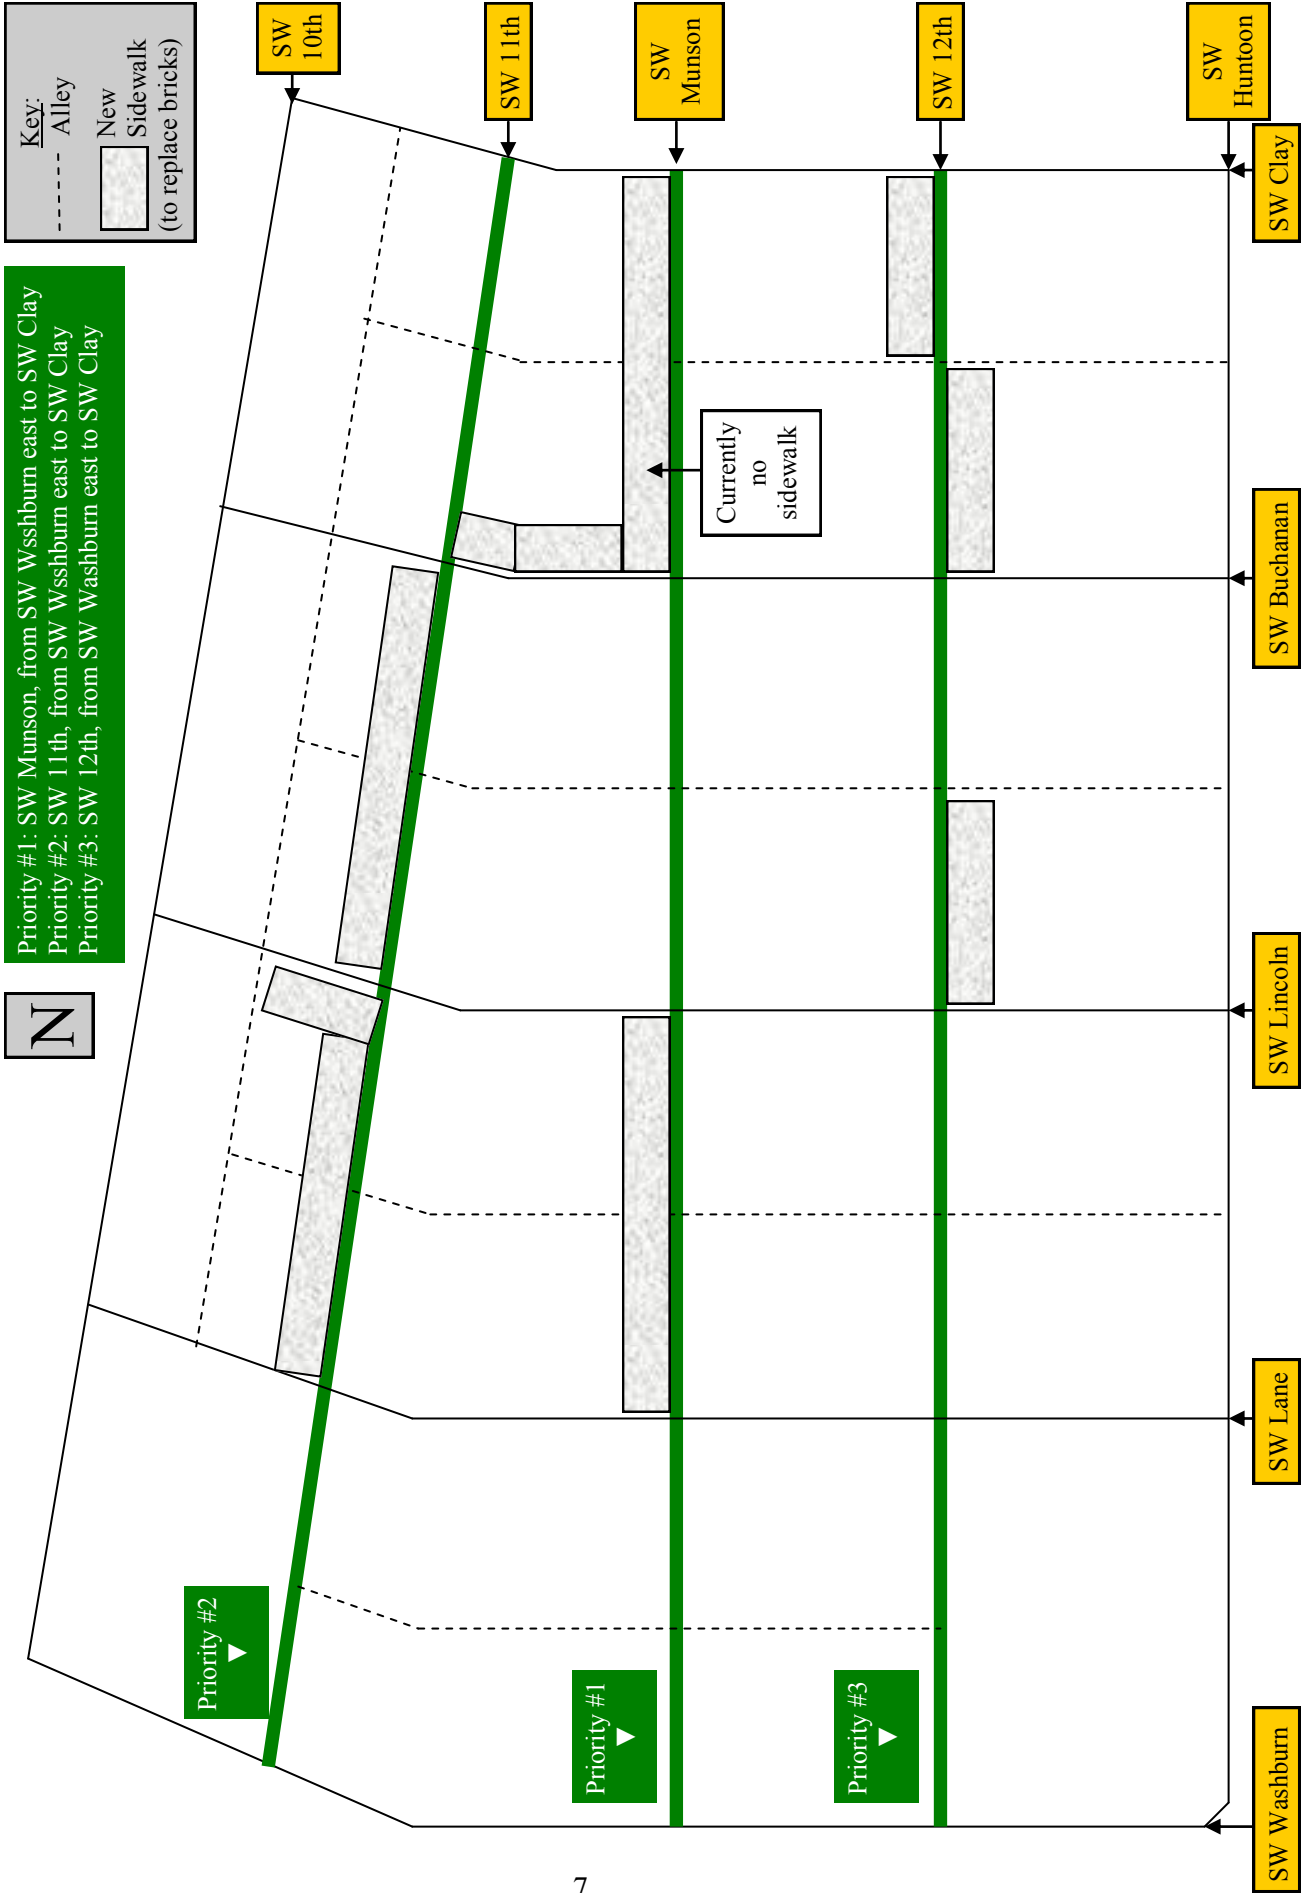 Priority #1: SW Munson, from SW Wsshburn east to SW Clay
Priority #2: SW 11th, from SW Wsshburn east to SW Clay
Priority #3: SW 12th, from SW Washburn east to SW Clay
N
Key:
Alley
New
Sidewalk
(to replace bricks)
SW
10th
SW 11th
SW
Munson
SW 12th
SW
Huntoon
Priority #2
Priority #1
Priority #3
Currently
no
sidewalk
SW Washburn
SW Lane
SW Lincoln
SW Buchanan
SW Clay
7